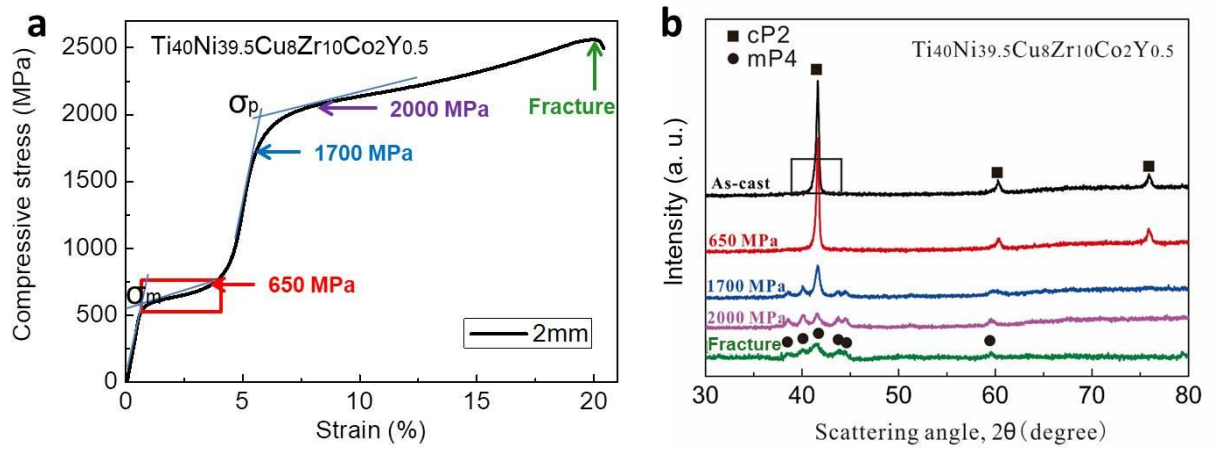 a
Ti40Ni39.5Cu8Zr10Co2Y0.5
σp
2000 MPa
Fracture
1700 MPa
σm
650 MPa
2mm
Compressive stress (MPa)
2500
2000
1500
1000
500
0
0 5 10 15 20
Strain (%)
b
cP2
mP4
Ti40Ni39.5Cu8Zr10Co2Y0.5
As-cast
650 MPa
1700 MPa
2000 MPa
Fracture
Intensity (a. u.)
30 40 50 60 70 80
Scattering angle, 2θ (degree)